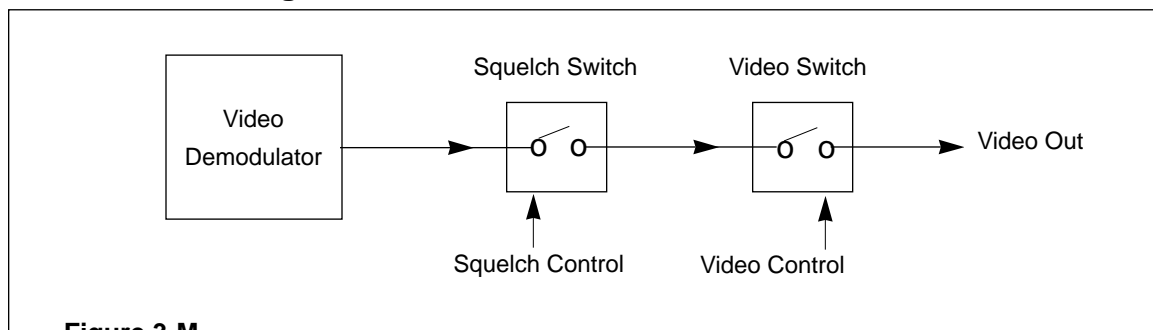 Squelch Switch
Video Switch
Video
Demodulator
Video Out
Squelch Control
Video Control